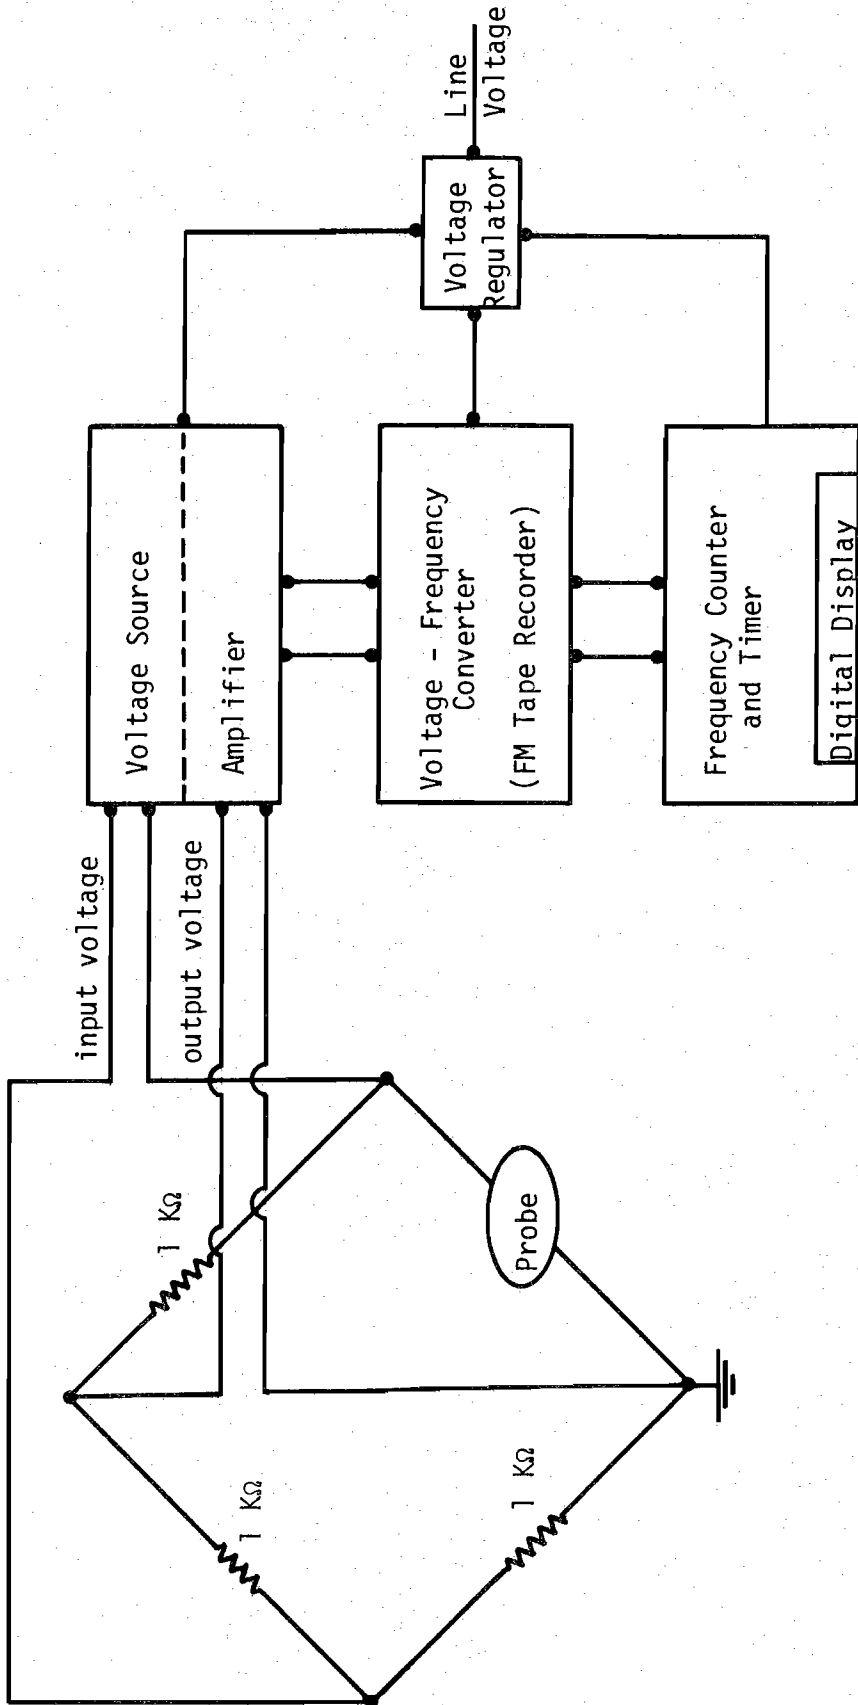 input voltage
output voltage
1 KΩ
1 KΩ
1 KΩ
Probe
Voltage Source
Amplifier
Voltage - Frequency
Converter
(FM Tape Recorder)
Frequency Counter
and Timer
Digital Display
Voltage
Regulator
Line
Voltage